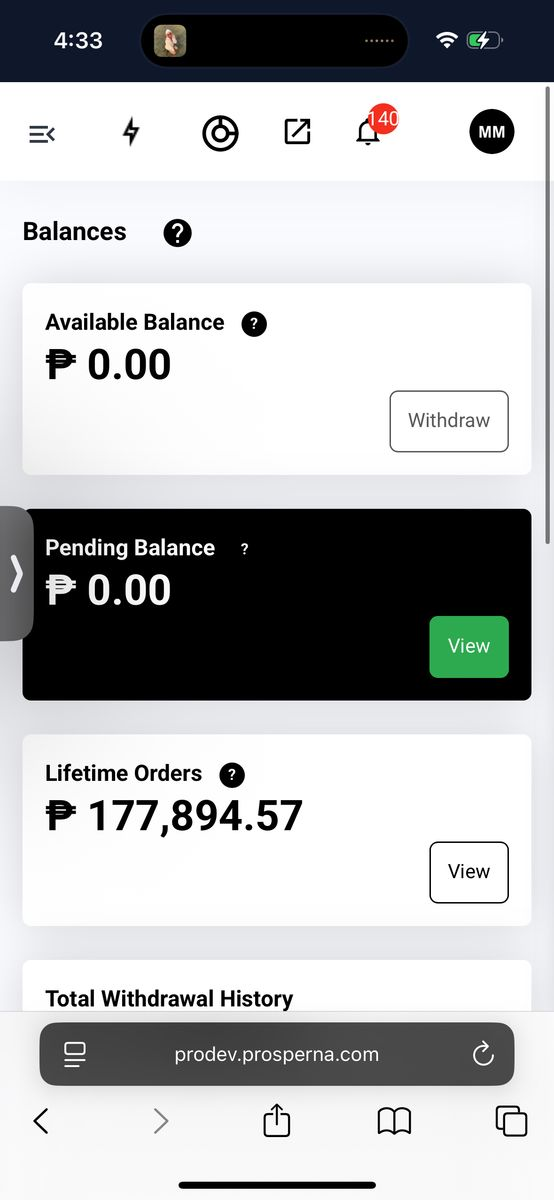 4:33
140
MM
Balances ?
Available Balance ?
₱ 0.00
Withdraw
Pending Balance ?
₱ 0.00
View
Lifetime Orders ?
₱ 177,894.57
View
Total Withdrawal History
prodev.prosperna.com